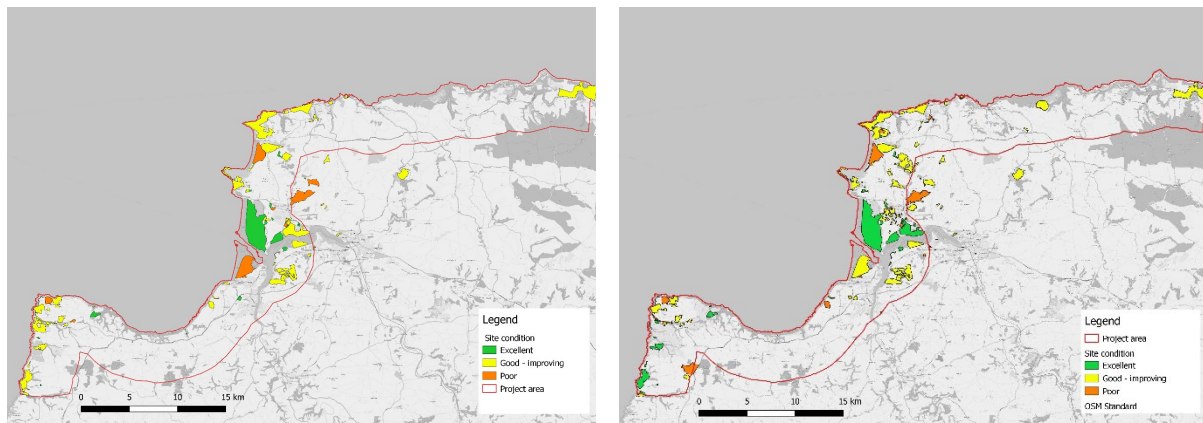 Legend
Site condition
Excellent
Good - improving
Poor
Project area
0 5 10 15 km
Legend
Project area
Site condition
Excellent
Good - improving
Poor
OSM Standard
0 5 10 15 km